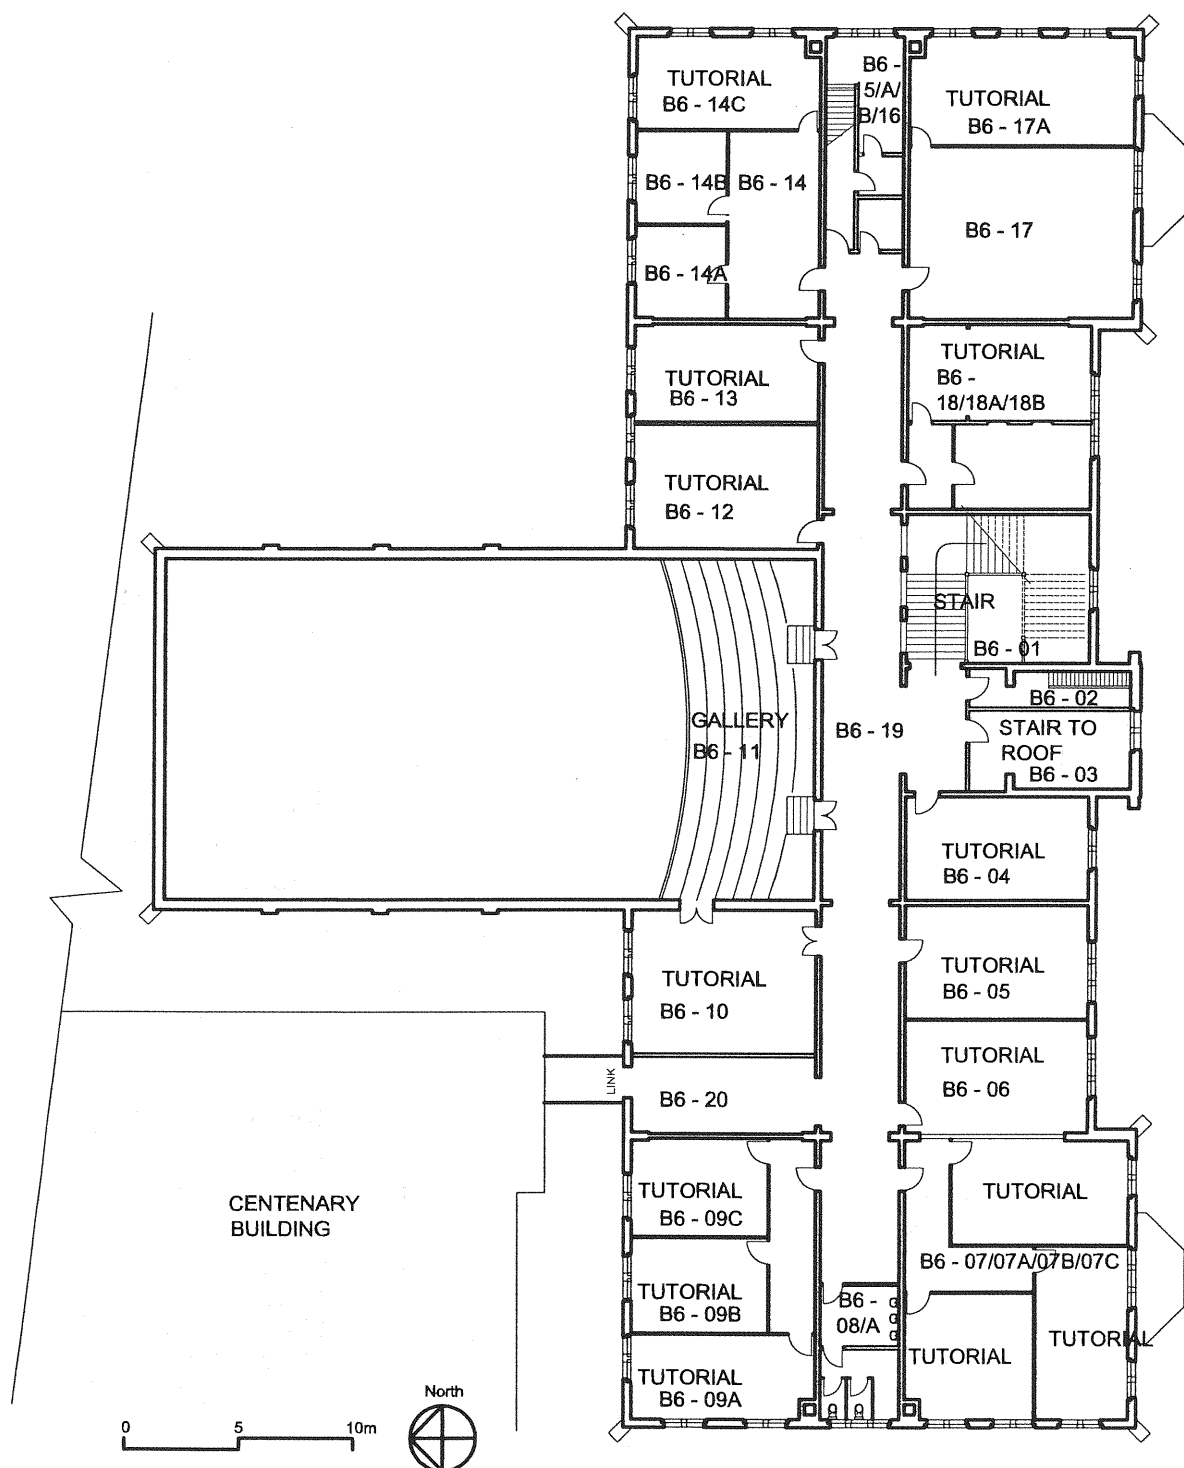 TUTORIAL
B6 - 14C
B6 -
15/A/
B/16
TUTORIAL
B6 - 17A
B6 - 14B
B6 - 14
B6 - 17
B6 - 14A
TUTORIAL
B6 - 13
TUTORIAL
B6 -
18/18A/18B
TUTORIAL
B6 - 12
STAIR
B6 - 01
B6 - 02
GALLERY
B6 - 11
B6 - 19
STAIR TO
ROOF
B6 - 03
TUTORIAL
B6 - 04
TUTORIAL
B6 - 10
TUTORIAL
B6 - 05
TUTORIAL
B6 - 06
LINK
B6 - 20
CENTENARY
BUILDING
TUTORIAL
B6 - 09C
TUTORIAL
B6 - 07/07A/07B/07C
TUTORIAL
B6 - 09B
B6 -
08/A
TUTORIAL
TUTORIAL
TUTORIAL
B6 - 09A
North
0 5 10m